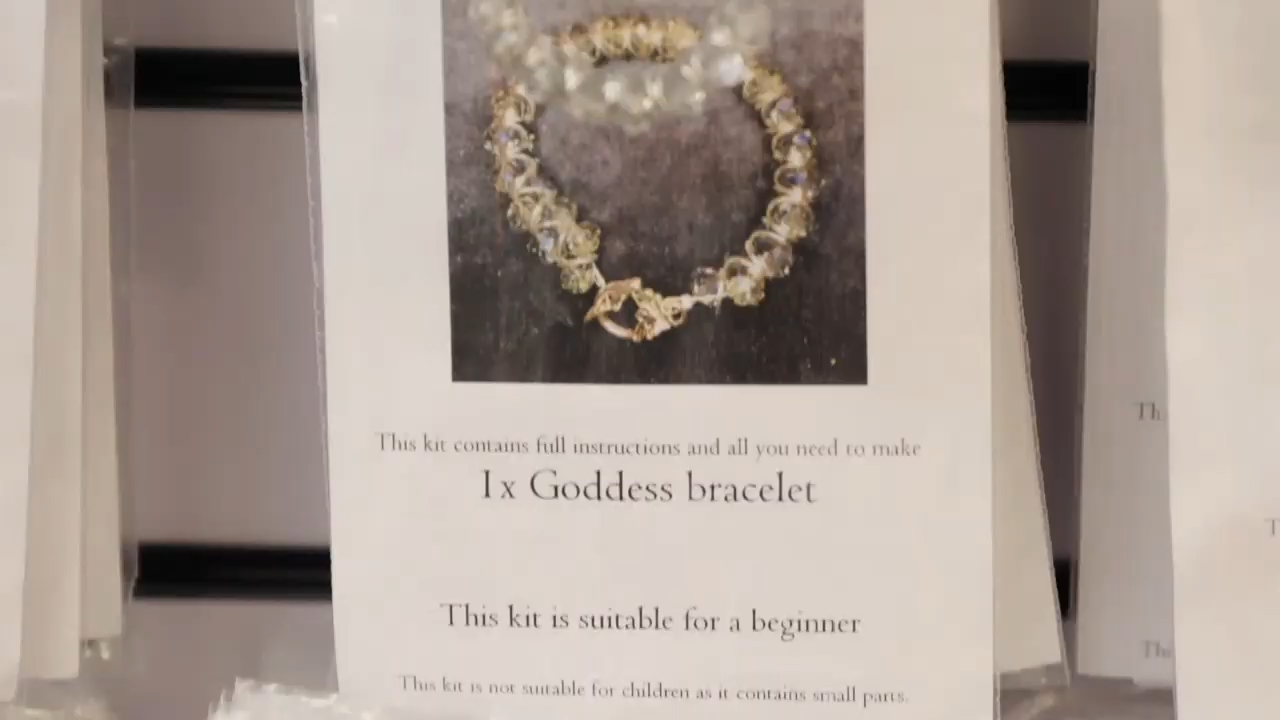 This kit contains full instructions and all you need to make
1x Goddess bracelet
This kit is suitable for a beginner
This kit is not suitable for children as it contains small parts.